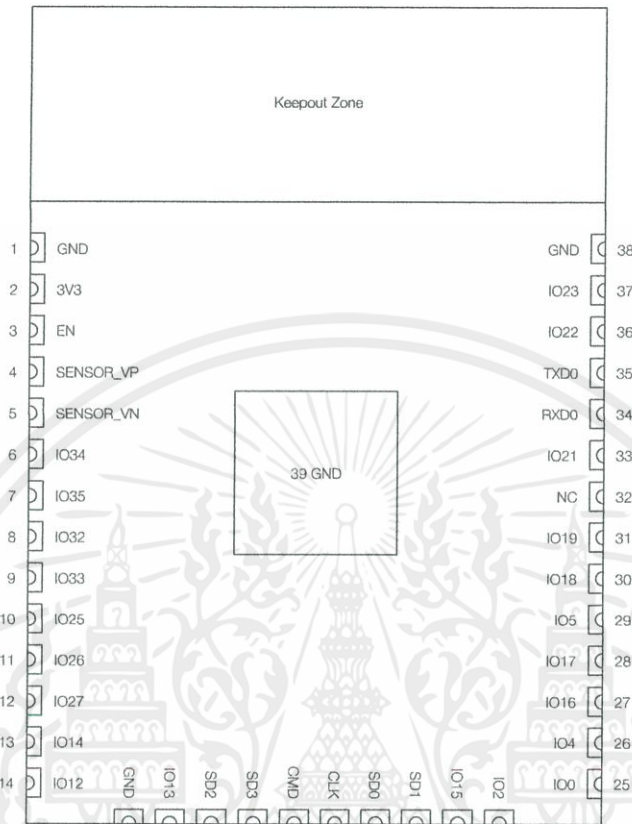 Keepout Zone
1 GND
2 3V3
3 EN
4 SENSOR_VP
5 SENSOR_VN
6 IO34
7 IO35
8 IO32
9 IO33
10 IO25
11 IO26
12 IO27
13 IO14
14 IO12
39 GND
GND 38
IO23 37
IO22 36
TXD0 35
RXD0 34
IO21 33
NC 32
IO19 31
IO18 30
IO5 29
IO17 28
IO16 27
IO4 26
IO0 25
GND
IO13
SD2
SD3
CMD
CLK
SD0
SD1
IO15
IO2